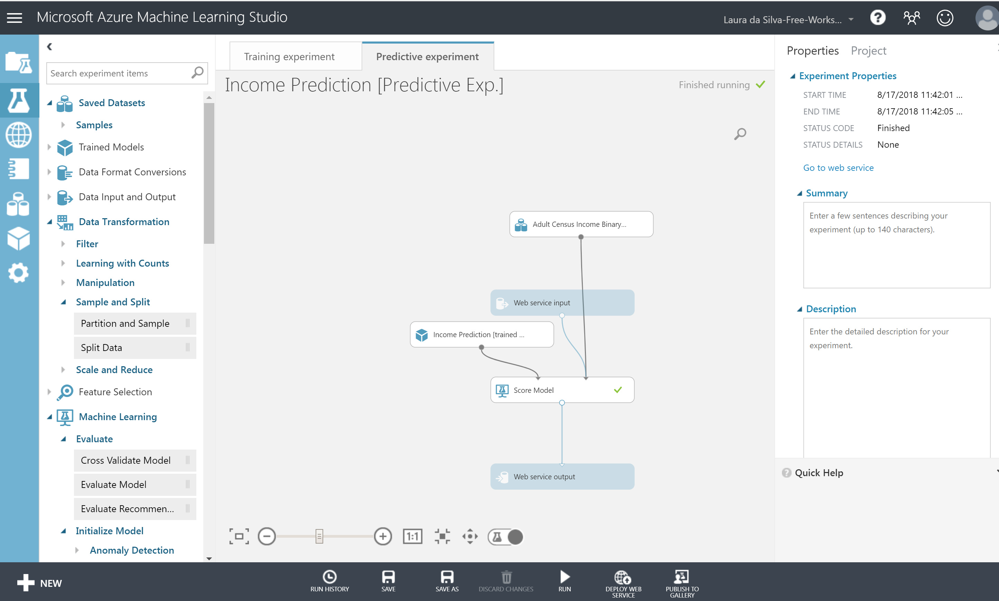 Microsoft Azure Machine Learning Studio
Laura da Silva-Free-Works...
?
Search experiment items
Saved Datasets
Samples
Trained Models
Data Format Conversions
Data Input and Output
Data Transformation
Filter
Learning with Counts
Manipulation
Sample and Split
Partition and Sample
Split Data
Scale and Reduce
Feature Selection
Machine Learning
Evaluate
Cross Validate Model
Evaluate Model
Evaluate Recommen...
Initialize Model
Anomaly Detection
Training experiment
Predictive experiment
Income Prediction [Predictive Exp.]
Finished running
Adult Census Income Binary...
Web service input
Income Prediction [trained ...
Score Model
Web service output
1:1
Properties
Project
Experiment Properties
START TIME 8/17/2018 11:42:01 ...
END TIME 8/17/2018 11:42:05 ...
STATUS CODE Finished
STATUS DETAILS None
Go to web service
Summary
Enter a few sentences describing your
experiment (up to 140 characters).
Description
Enter the detailed description for your
experiment.
? Quick Help
NEW
RUN HISTORY
SAVE
SAVE AS
DISCARD CHANGES
RUN
DEPLOY WEB
SERVICE
PUBLISH TO
GALLERY